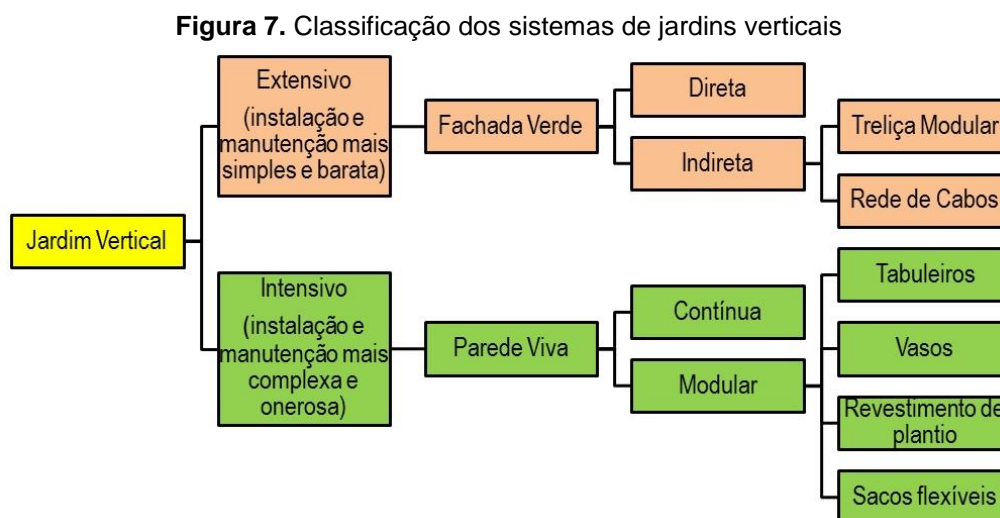 Figura 7. Classificação dos sistemas de jardins verticais
Jardim Vertical
Extensivo
(instalação e
manutenção mais
simples e barata)
Fachada Verde
Direta
Indireta
Treliça Modular
Rede de Cabos
Intensivo
(instalação e
manutenção mais
complexa e
onerosa)
Parede Viva
Contínua
Modular
Tabuleiros
Vasos
Revestimento de
plantio
Sacos flexíveis